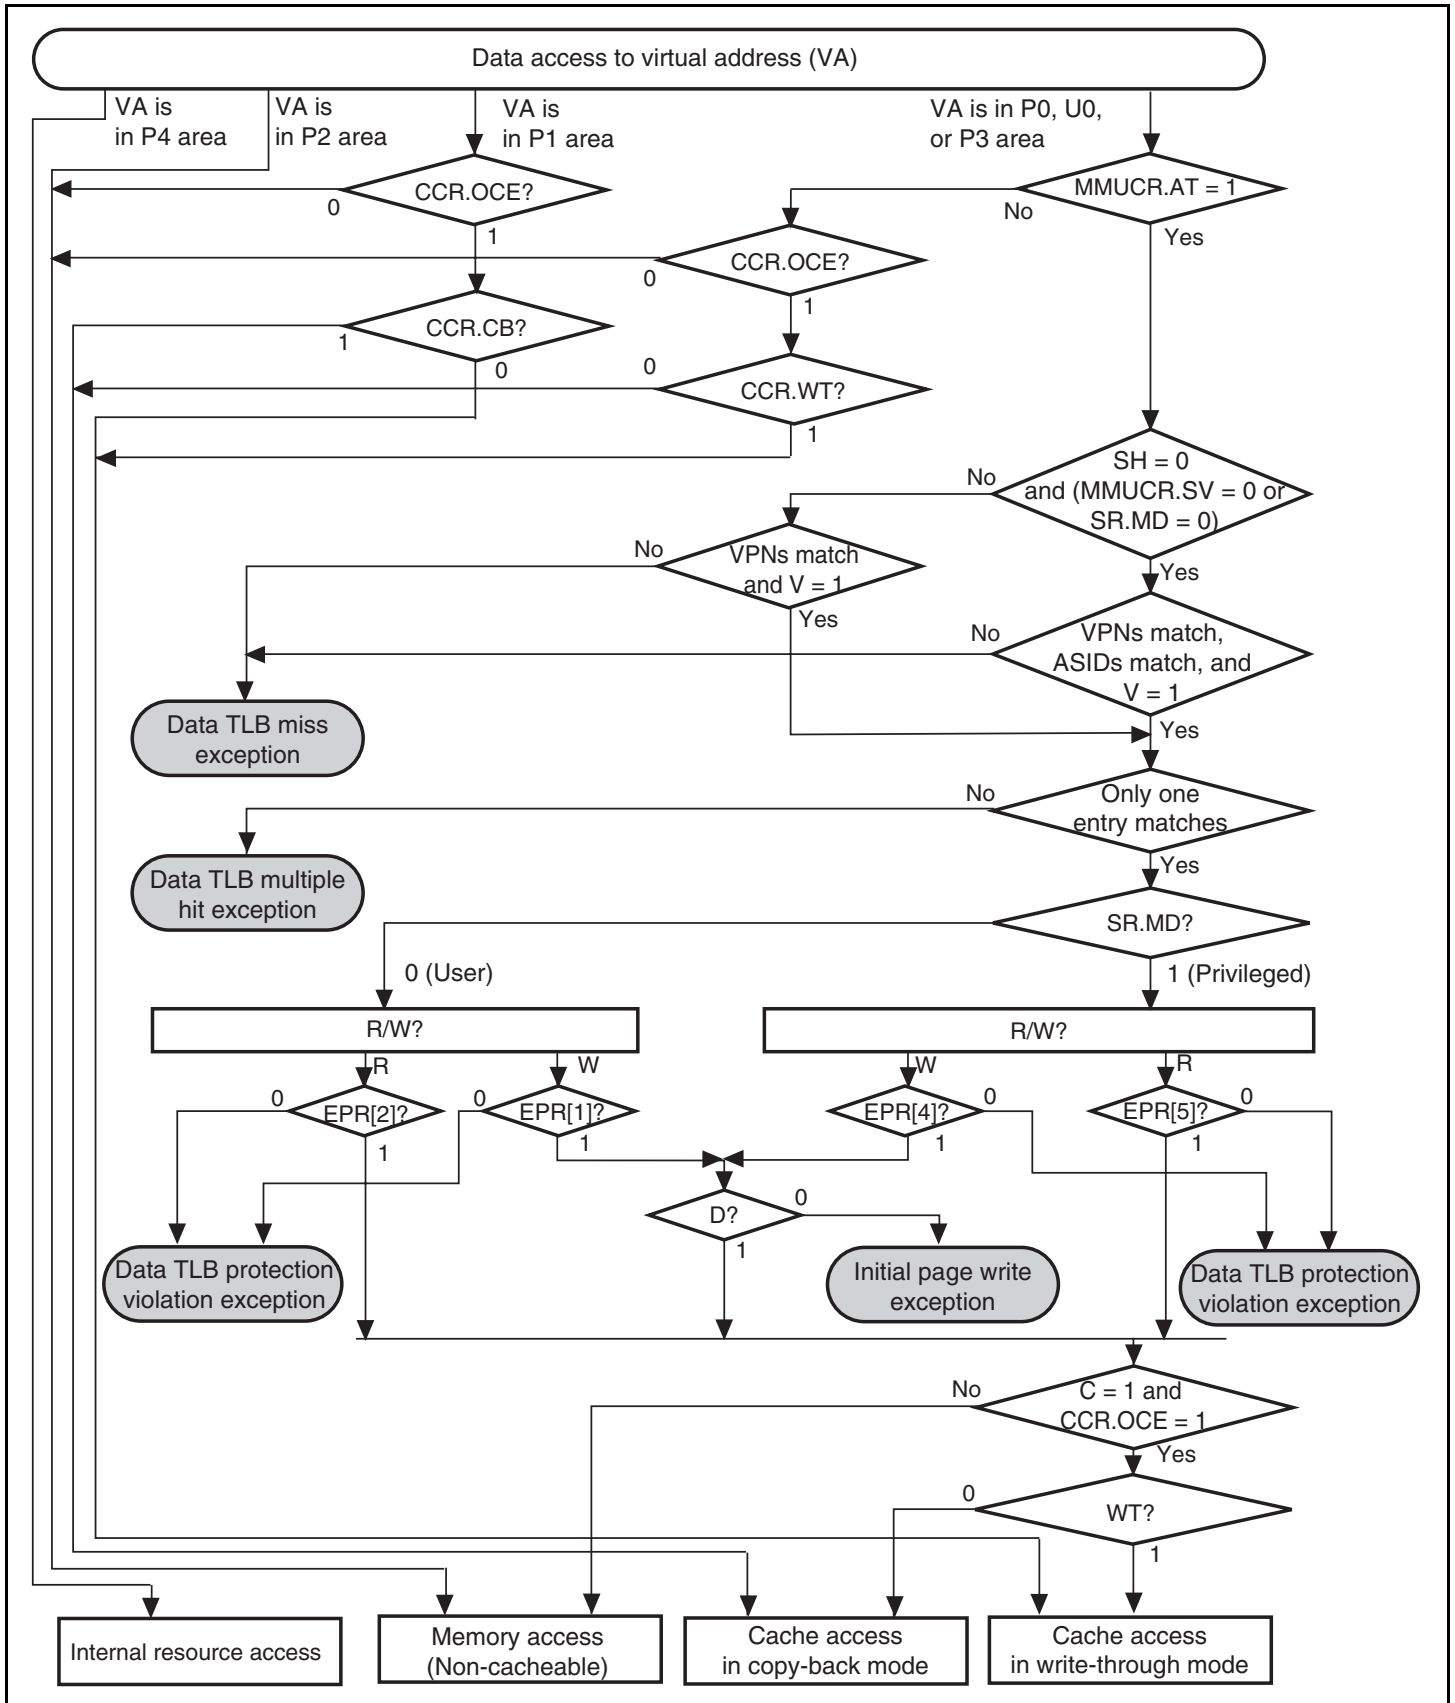 Data access to virtual address (VA)
VA is
in P4 area
VA is
in P2 area
VA is
in P1 area
VA is in P0, U0,
or P3 area
CCR.OCE?
0
1
MMUCR.AT = 1
No
Yes
CCR.OCE?
0
1
CCR.CB?
1
0
CCR.WT?
0
1
SH = 0
and (MMUCR.SV = 0 or
SR.MD = 0)
No
Yes
VPNs match
and V = 1
No
Yes
VPNs match,
ASIDs match, and
V = 1
No
Yes
Data TLB miss
exception
Only one
entry matches
No
Yes
Data TLB multiple
hit exception
SR.MD?
0 (User)
1 (Privileged)
R/W?
R/W?
R
W
W
R
EPR[2]?
0
1
EPR[1]?
0
1
EPR[4]?
0
1
EPR[5]?
0
1
D?
0
1
Data TLB protection
violation exception
Initial page write
exception
Data TLB protection
violation exception
C = 1 and
CCR.OCE = 1
No
Yes
WT?
0
1
Internal resource access
Memory access
(Non-cacheable)
Cache access
in copy-back mode
Cache access
in write-through mode